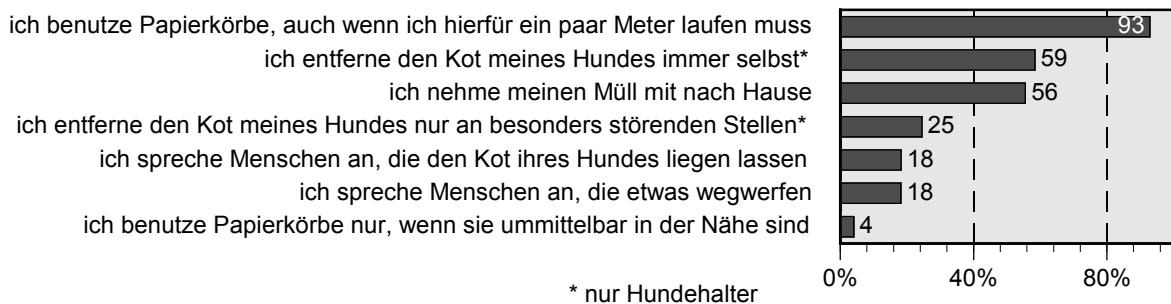 ich benutze Papierkörbe, auch wenn ich hierfür ein paar Meter laufen muss 93
ich entferne den Kot meines Hundes immer selbst* 59
ich nehme meinen Müll mit nach Hause 56
ich entferne den Kot meines Hundes nur an besonders störenden Stellen* 25
ich spreche Menschen an, die den Kot ihres Hundes liegen lassen 18
ich spreche Menschen an, die etwas wegwerfen 18
ich benutze Papierkörbe nur, wenn sie ummittelbar in der Nähe sind 4
0% 40% 80%
* nur Hundehalter